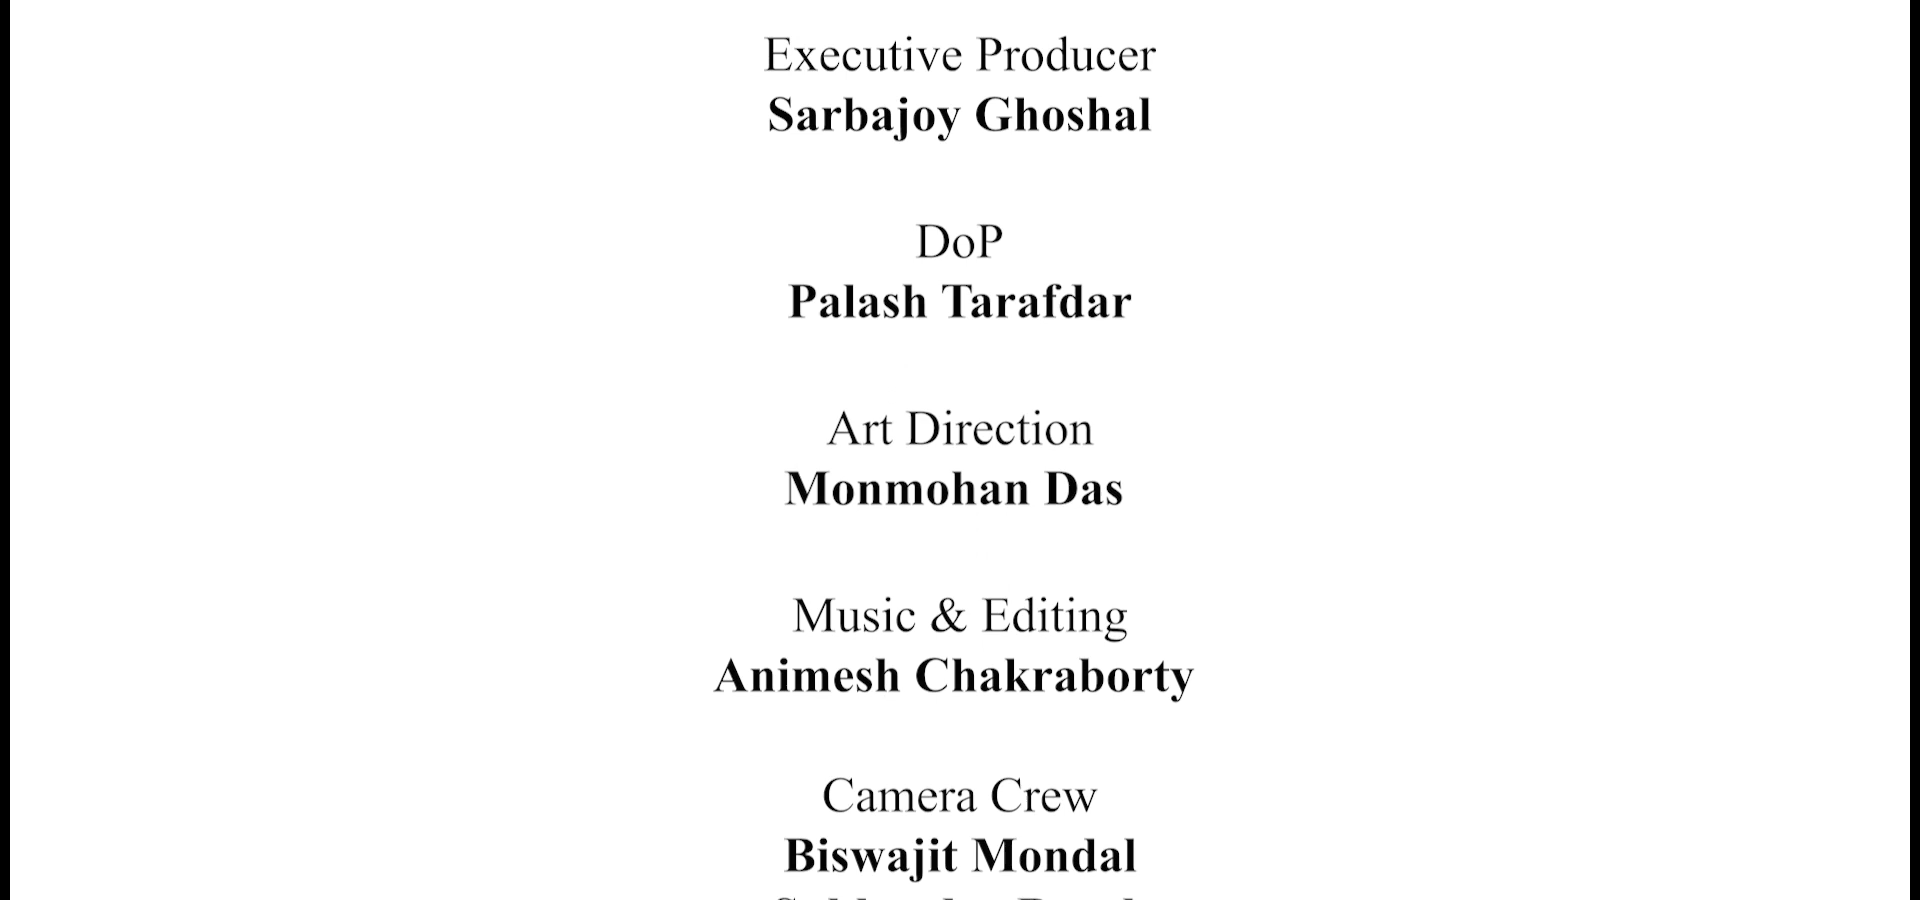 Executive Producer
Sarbajoy Ghoshal
DoP
Palash Tarafdar
Art Direction
Monmohan Das
Music & Editing
Animesh Chakraborty
Camera Crew
Biswajit Mondal